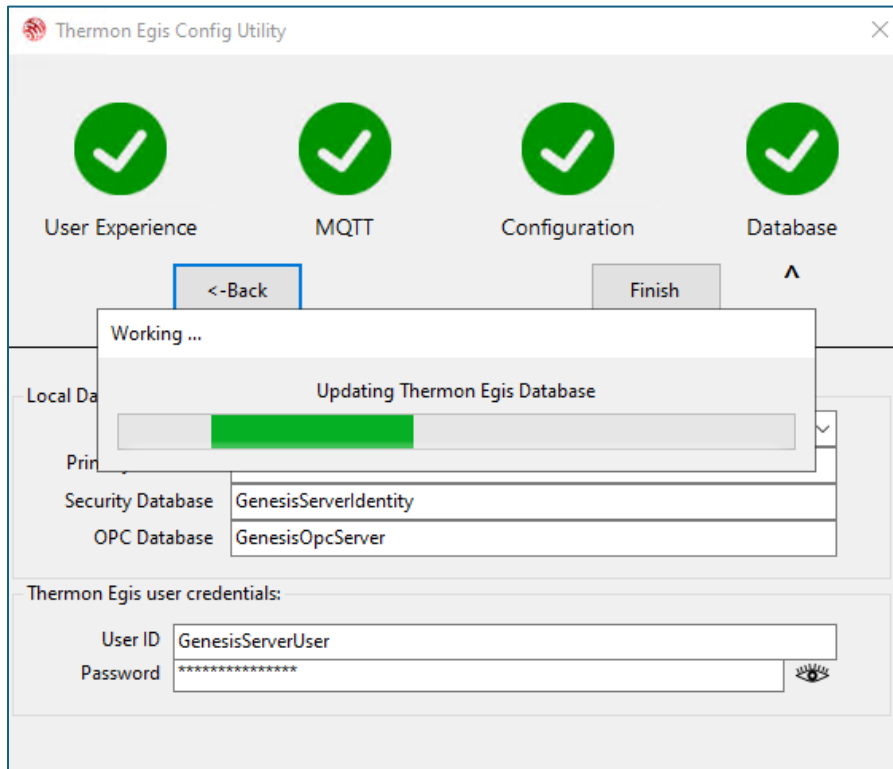 Thermon Egis Config Utility
User Experience
MQTT
Configuration
Database
^
<-Back
Finish
Working ...
Updating Thermon Egis Database
Local Da
Prin
Security Database GenesisServerIdentity
OPC Database GenesisOpcServer
Thermon Egis user credentials:
User ID GenesisServerUser
Password ***************